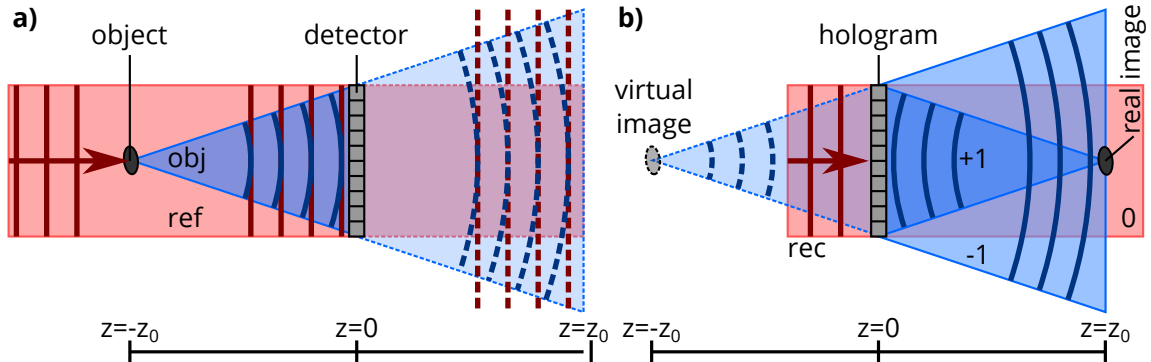 a)
object
detector
obj
ref
z=-z₀
z=0
z=z₀
b)
hologram
virtual
image
real image
+1
0
rec
-1
z=-z₀
z=0
z=z₀